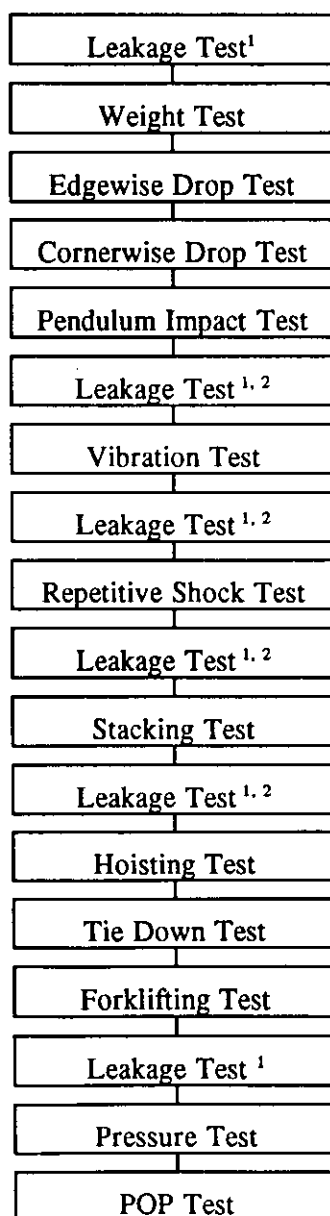 Leakage Test¹
Weight Test
Edgewise Drop Test
Cornerwise Drop Test
Pendulum Impact Test
Leakage Test ¹, ²
Vibration Test
Leakage Test ¹, ²
Repetitive Shock Test
Leakage Test ¹, ²
Stacking Test
Leakage Test ¹, ²
Hoisting Test
Tie Down Test
Forklifting Test
Leakage Test ¹
Pressure Test
POP Test